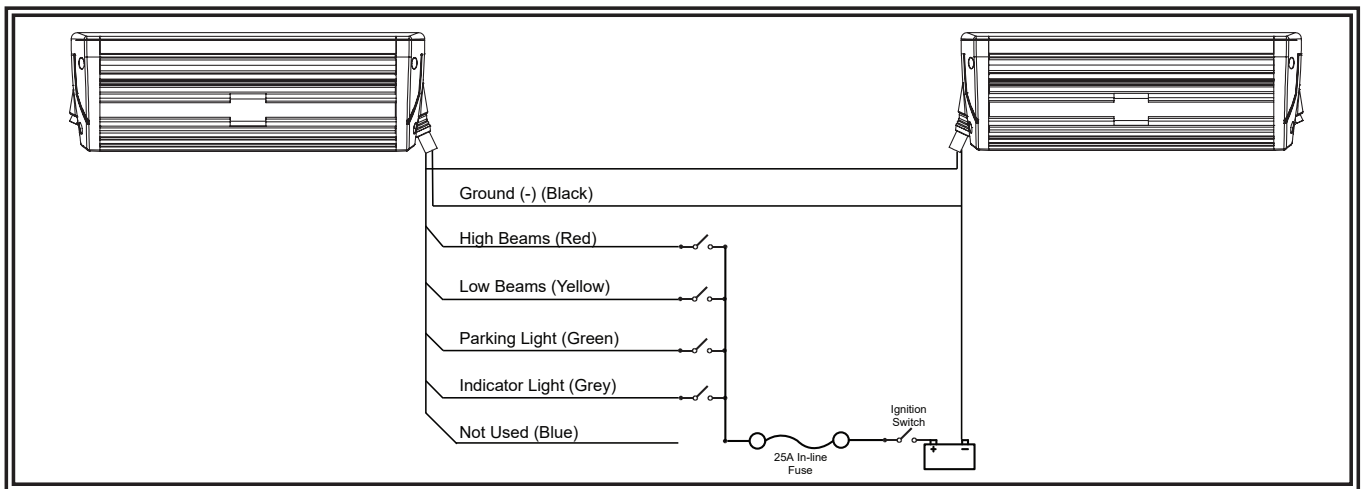 Ground (-) (Black)
High Beams (Red)
Low Beams (Yellow)
Parking Light (Green)
Indicator Light (Grey)
Not Used (Blue)
Ignition
Switch
25A In-line
Fuse
+ −